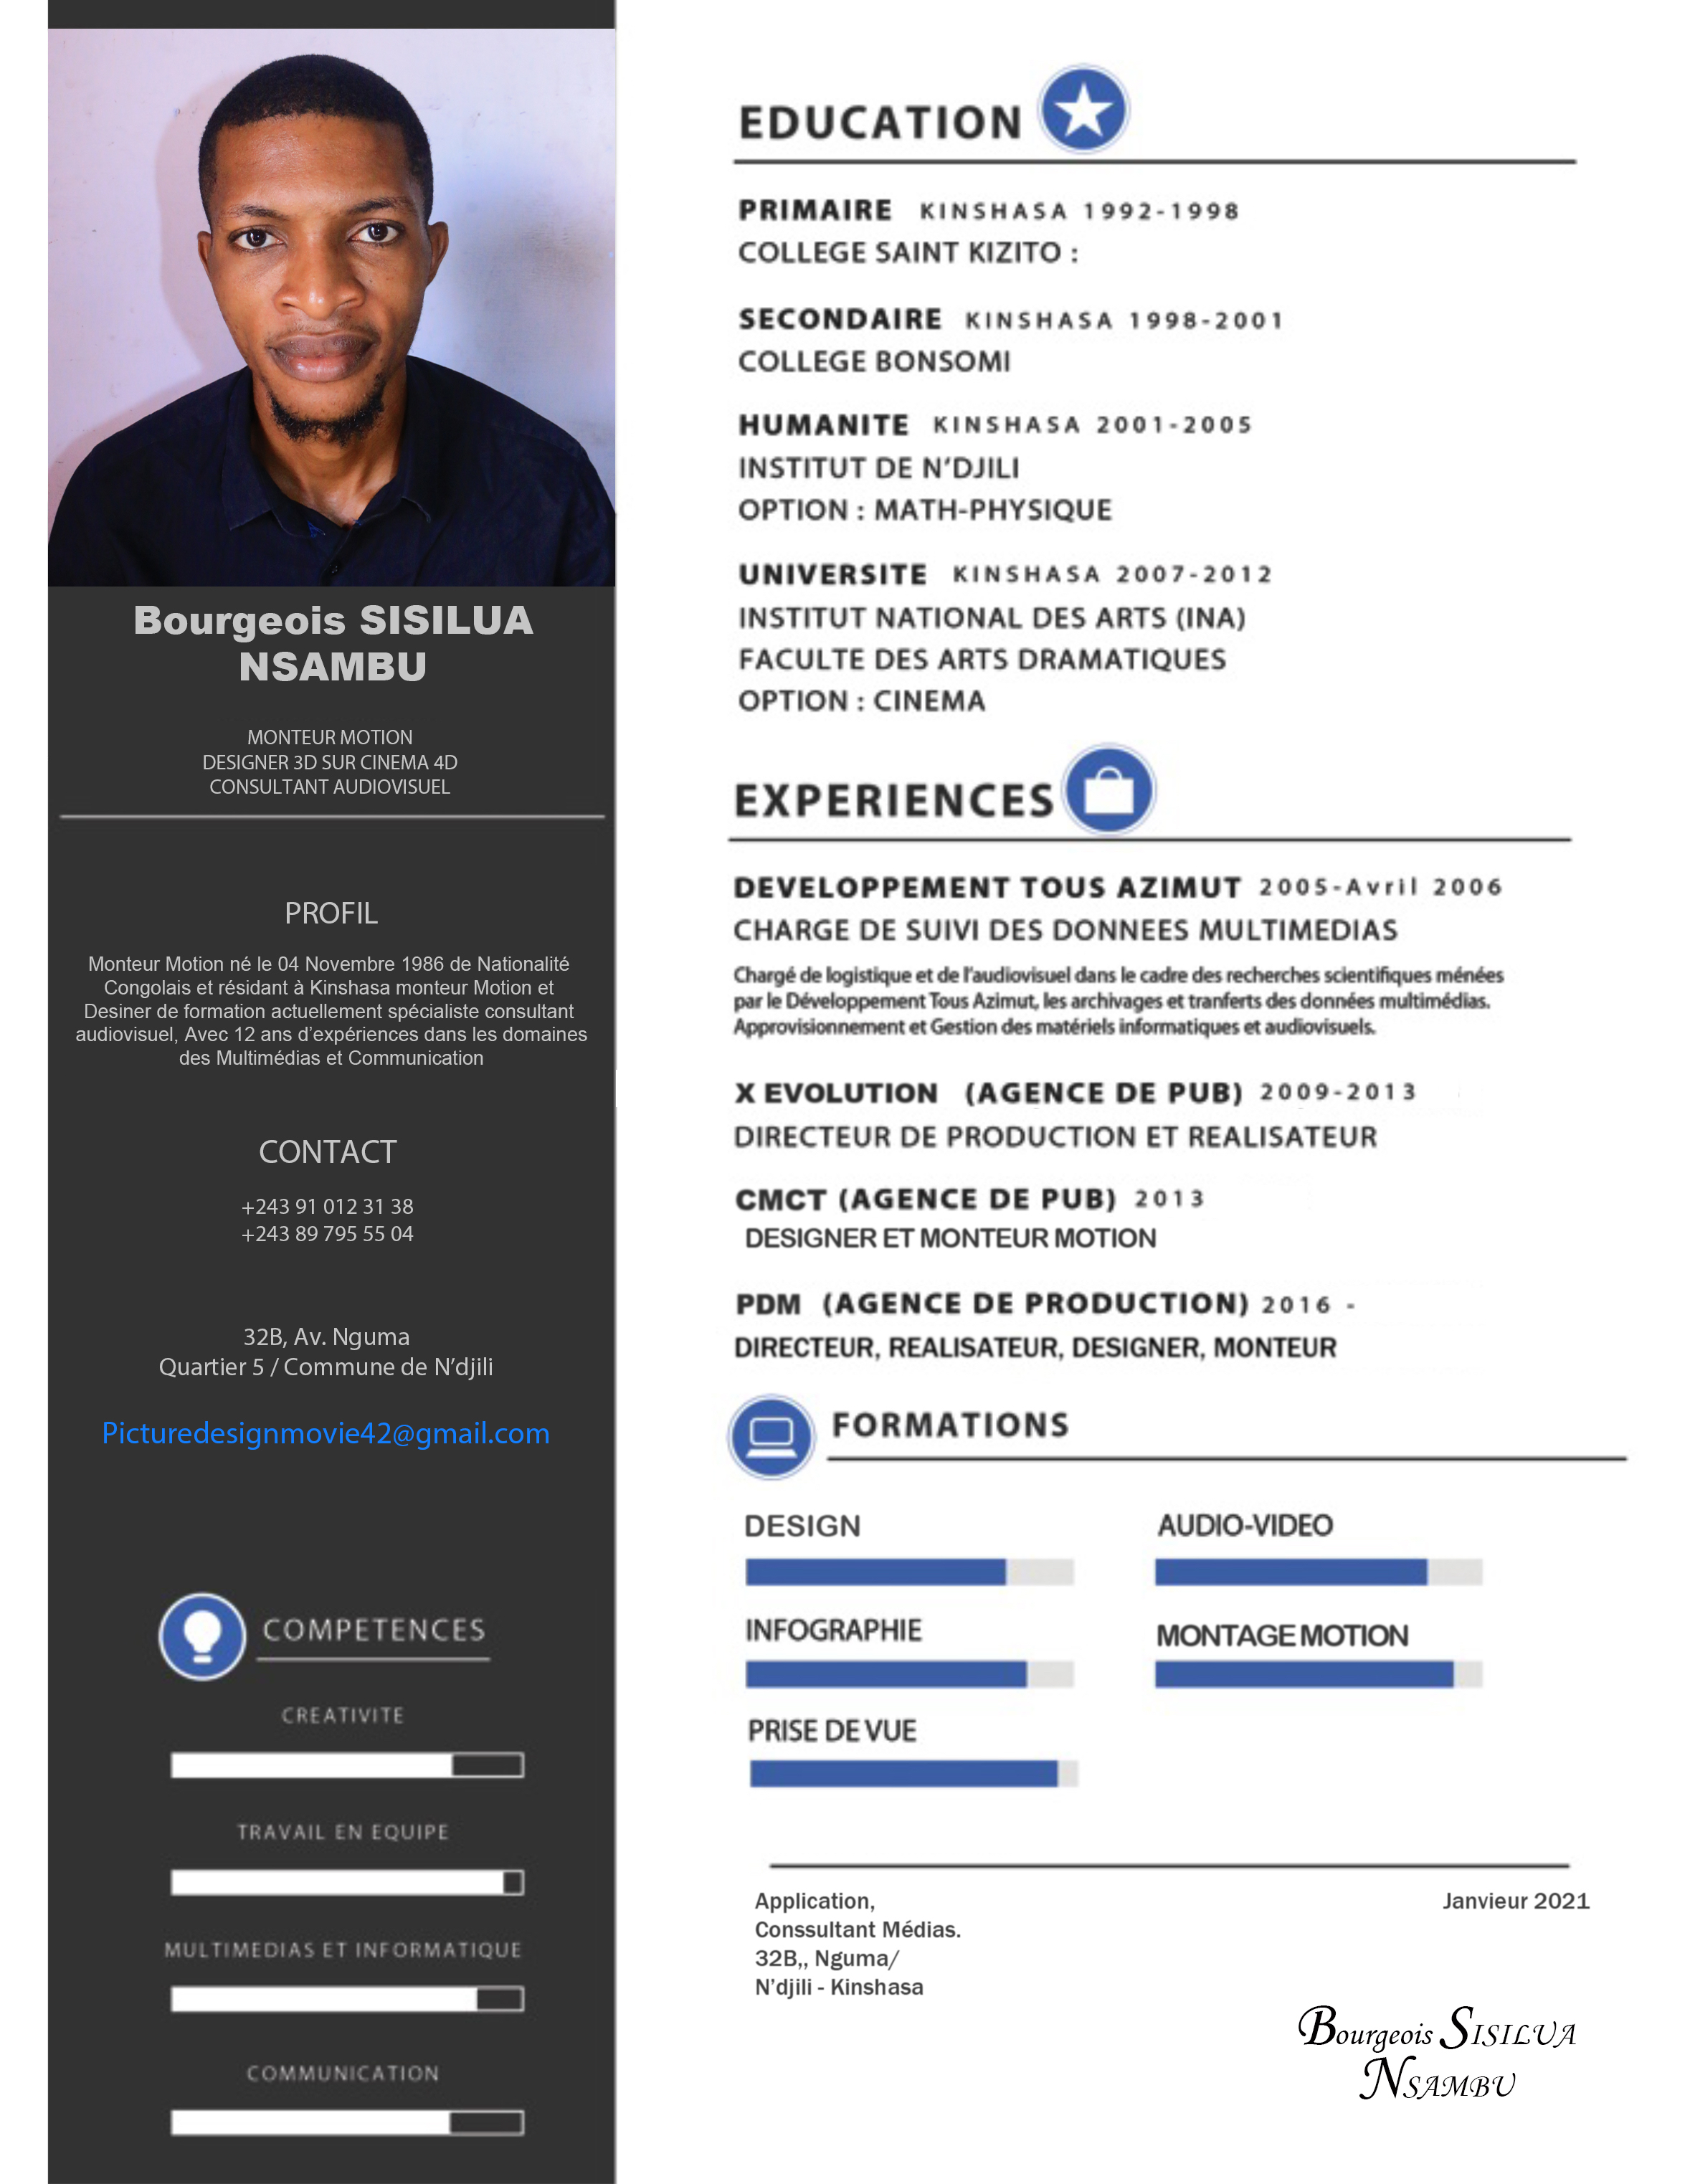 Bourgeois SISILUA
NSAMBU
MONTEUR MOTION
DESIGNER 3D SUR CINEMA 4D
CONSULTANT AUDIOVISUEL
PROFIL
Monteur Motion né le 04 Novembre 1986 de Nationalité
Congolais et résidant à Kinshasa monteur Motion et
Desiner de formation actuellement spécialiste consultant
audiovisuel, Avec 12 ans d’expériences dans les domaines
des Multimédias et Communication
CONTACT
+243 91 012 31 38
+243 89 795 55 04
32B, Av. Nguma
Quartier 5 / Commune de N’djili
Picturedesignmovie42@gmail.com
COMPETENCES
CREATIVITE
TRAVAIL EN EQUIPE
MULTIMEDIAS ET INFORMATIQUE
COMMUNICATION
EDUCATION
PRIMAIRE KINSHASA 1992-1998
COLLEGE SAINT KIZITO :
SECONDAIRE KINSHASA 1998-2001
COLLEGE BONSOMI
HUMANITE KINSHASA 2001-2005
INSTITUT DE N’DJILI
OPTION : MATH-PHYSIQUE
UNIVERSITE KINSHASA 2007-2012
INSTITUT NATIONAL DES ARTS (INA)
FACULTE DES ARTS DRAMATIQUES
OPTION : CINEMA
EXPERIENCES
DEVELOPPEMENT TOUS AZIMUT 2005-Avril 2006
CHARGE DE SUIVI DES DONNEES MULTIMEDIAS
Chargé de logistique et de l’audiovisuel dans le cadre des recherches scientifiques ménées
par le Développement Tous Azimut, les archivages et tranferts des données multimédias.
Approvisionnement et Gestion des matériels informatiques et audiovisuels.
X EVOLUTION (AGENCE DE PUB) 2009-2013
DIRECTEUR DE PRODUCTION ET REALISATEUR
CMCT (AGENCE DE PUB) 2013
DESIGNER ET MONTEUR MOTION
PDM (AGENCE DE PRODUCTION) 2016 -
DIRECTEUR, REALISATEUR, DESIGNER, MONTEUR
FORMATIONS
DESIGN
AUDIO-VIDEO
INFOGRAPHIE
MONTAGE MOTION
PRISE DE VUE
Application,
Conssultant Médias.
32B,, Nguma/
N’djili - Kinshasa
Janvieur 2021
Bourgeois SISILUA
NSAMBU